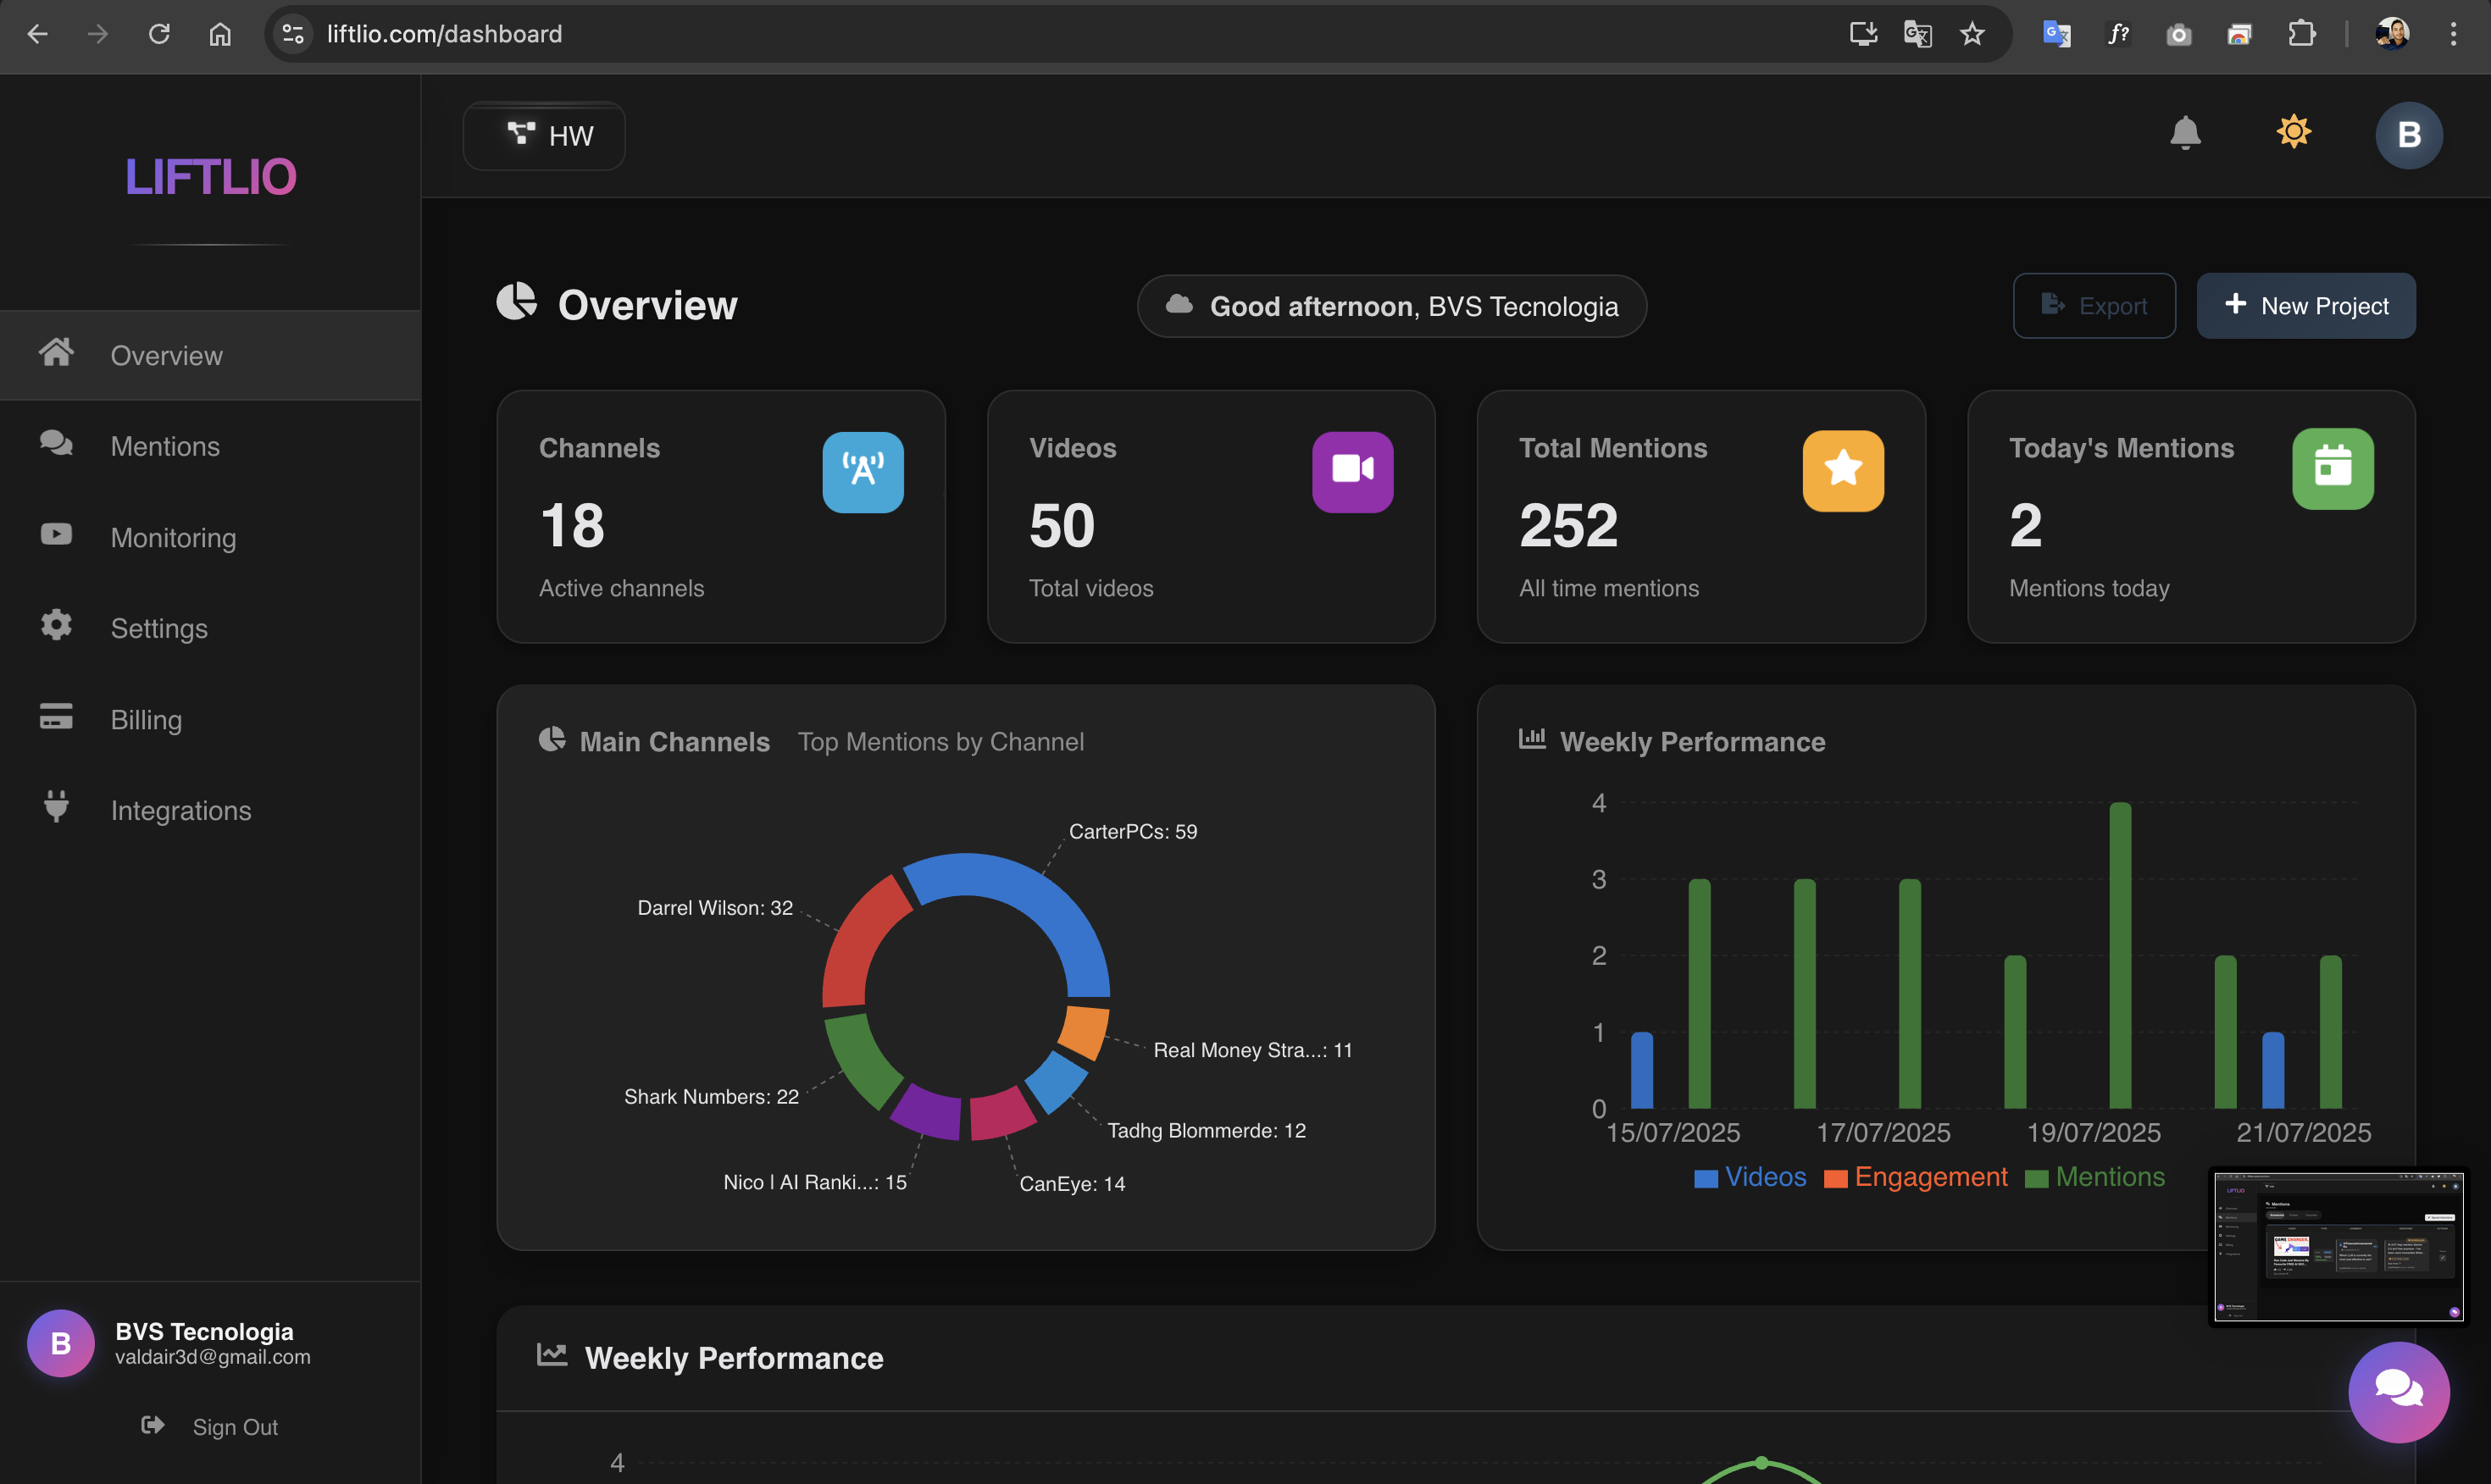 liftlio.com/dashboard
LIFTLIO
HW
B
Overview
Mentions
Monitoring
Settings
Billing
Integrations
B
BVS Tecnologia
valdair3d@gmail.com
Sign Out
Overview
Good afternoon, BVS Tecnologia
Export
New Project
Channels
18
Active channels
Videos
50
Total videos
Total Mentions
252
All time mentions
Today's Mentions
2
Mentions today
Main Channels Top Mentions by Channel
CarterPCs: 59
Darrel Wilson: 32
Real Money Stra...: 11
Shark Numbers: 22
Tadhg Blommerde: 12
Nico | AI Ranki...: 15
CanEye: 14
Weekly Performance
4
3
2
1
0
15/07/2025 17/07/2025 19/07/2025 21/07/2025
Videos Engagement Mentions
Weekly Performance
4